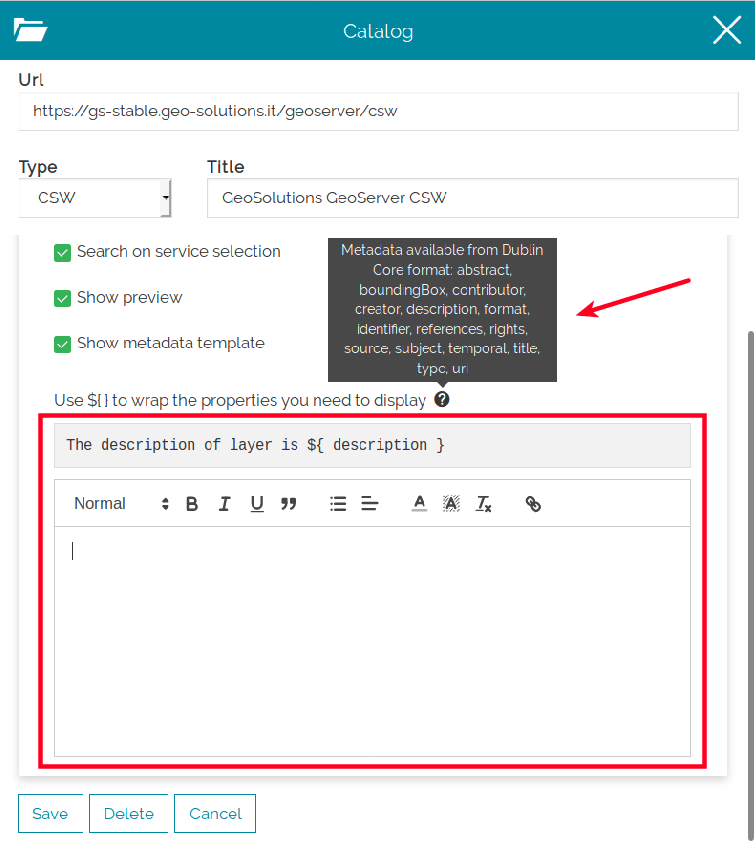 Catalog
Url
https://gs-stable.geo-solutions.it/geoserver/csw
Type
Title
CSW
GeoSolutions GeoServer CSW
Search on service selection
Show preview
Show metadata template
Metadata available from Dublin
Core format: abstract,
boundingBox, contributor,
creator, description, format,
identifier, references, rights,
source, subject, temporal, title,
type, uri
Use ${ } to wrap the properties you need to display ?
The description of layer is ${ description }
Normal
Save
Delete
Cancel